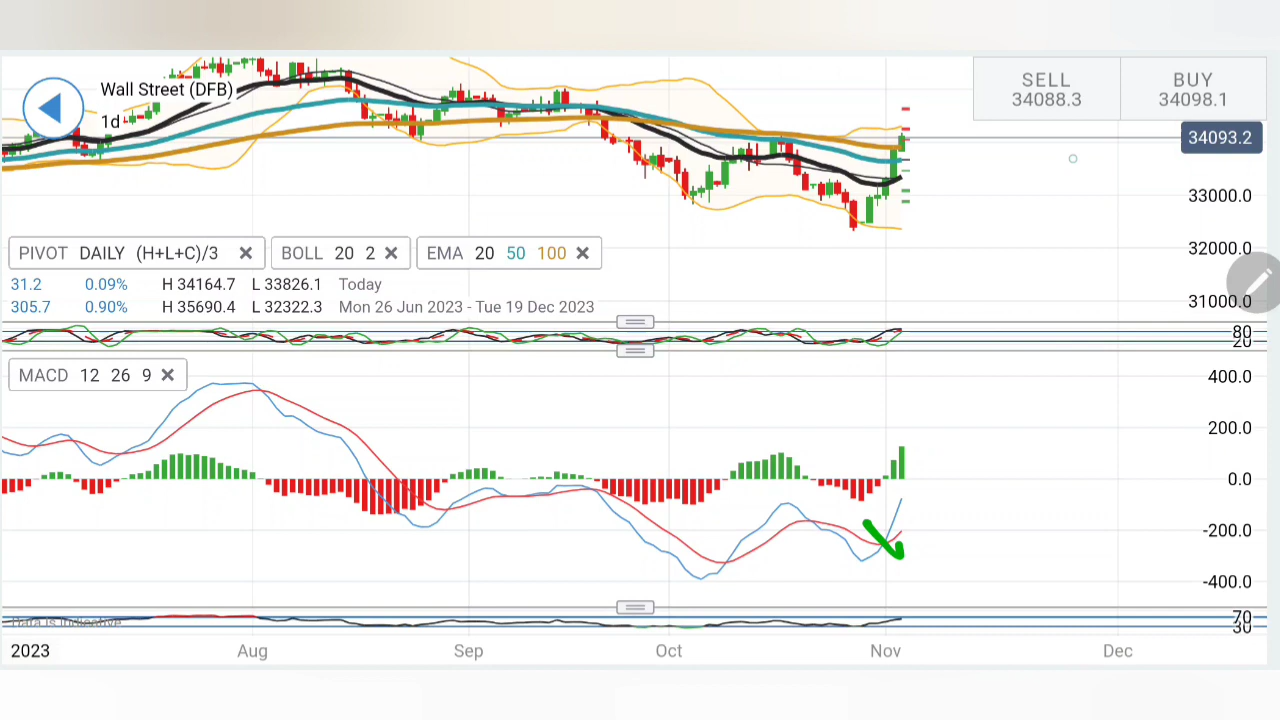 Wall Street (DFB)
1d
SELL
34088.3
BUY
34098.1
34093.2
33000.0
32000.0
31000.0
PIVOT DAILY (H+L+C)/3
BOLL 20 2
EMA 20 50 100
31.2 0.09% H 34164.7 L 33826.1 Today
305.7 0.90% H 35690.4 L 32322.3 Mon 26 Jun 2023 - Tue 19 Dec 2023
80
20
MACD 12 26 9
400.0
200.0
0.0
-200.0
-400.0
Data is indicative
70
30
2023 Aug Sep Oct Nov Dec